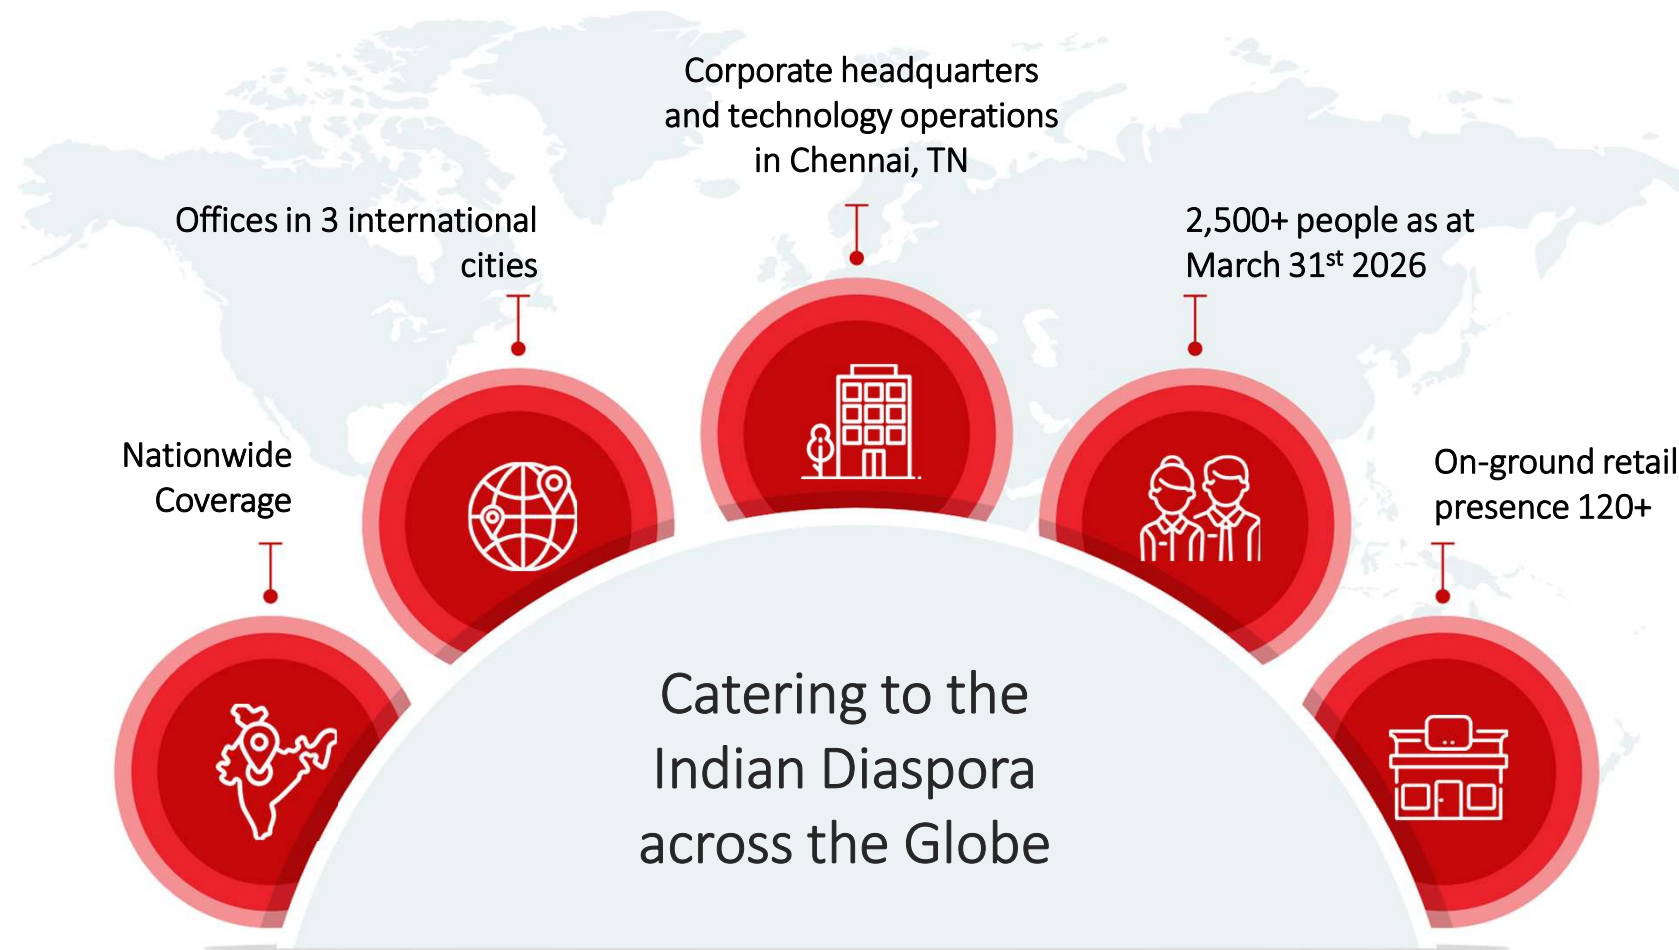 Corporate headquarters
and technology operations
in Chennai, TN
Offices in 3 international
cities
2,500+ people as at
March 31st 2026
Nationwide
Coverage
On-ground retail
presence 120+
Catering to the
Indian Diaspora
across the Globe